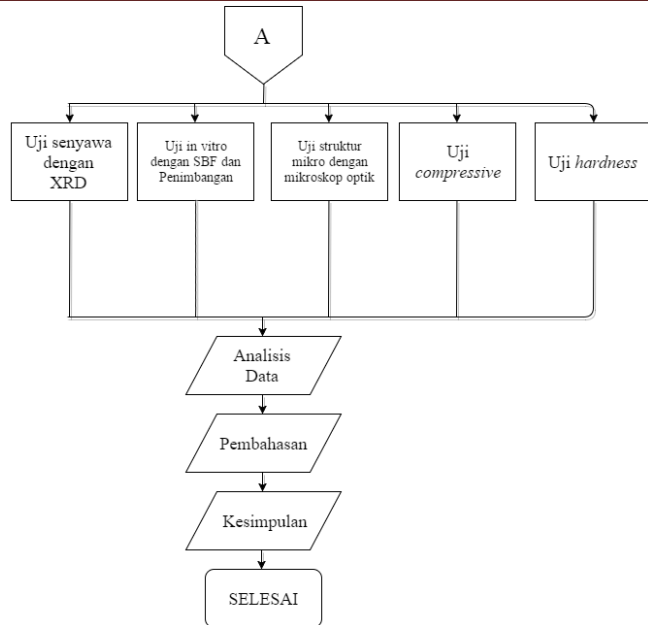 A
Uji senyawa
dengan
XRD
Uji in vitro
dengan SBF dan
Penimbangan
Uji struktur
mikro dengan
mikroskop optik
Uji
compressive
Uji hardness
Analisis
Data
Pembahasan
Kesimpulan
SELESAI